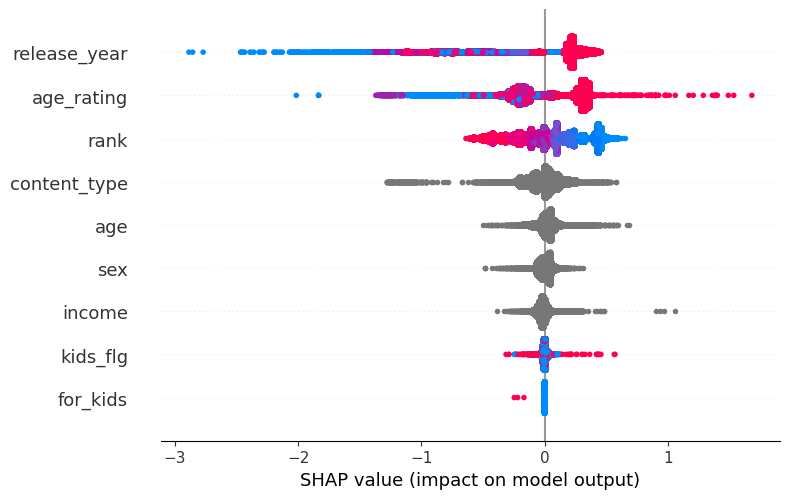 release_year
age_rating
rank
content_type
age
sex
income
kids_flg
for_kids
−3 −2 −1 0 1
SHAP value (impact on model output)